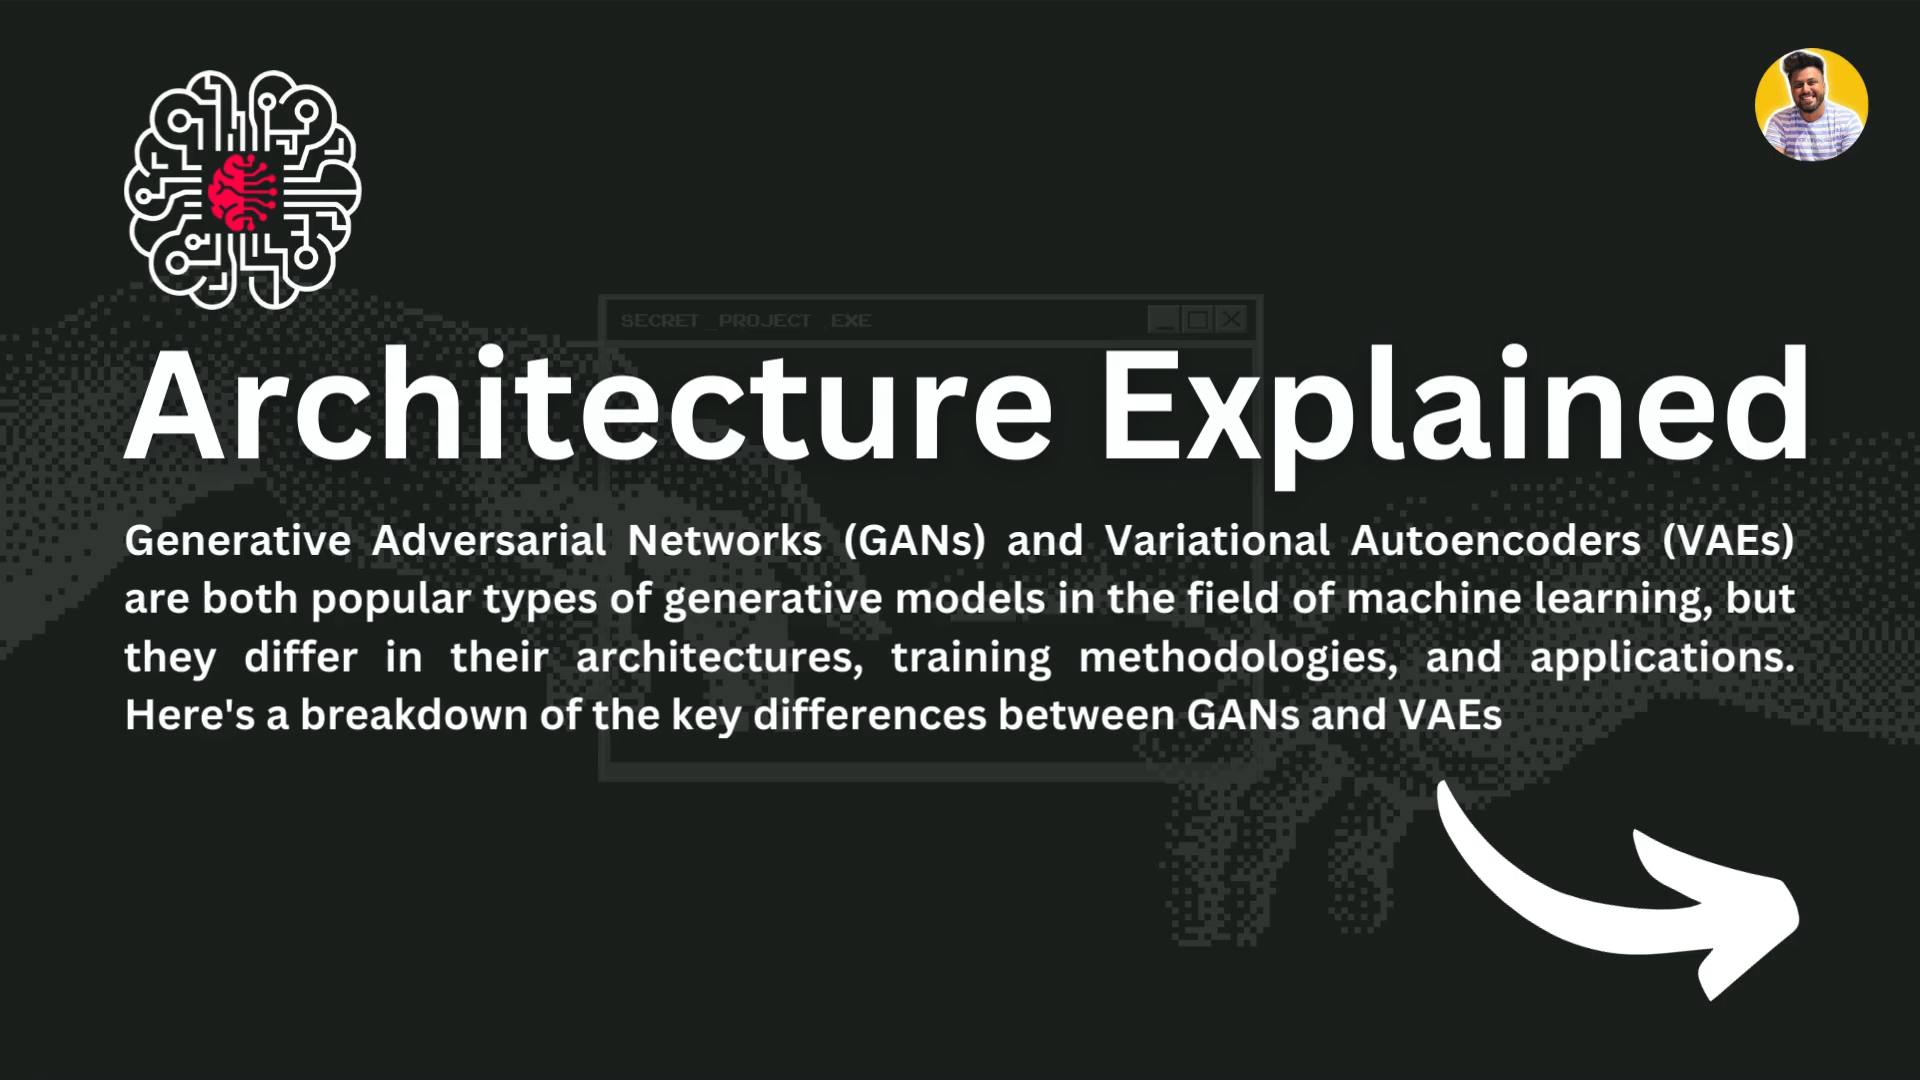 SECRET_PROJECT.EXE
Architecture Explained
Generative Adversarial Networks (GANs) and Variational Autoencoders (VAEs)
are both popular types of generative models in the field of machine learning, but
they differ in their architectures, training methodologies, and applications.
Here's a breakdown of the key differences between GANs and VAEs